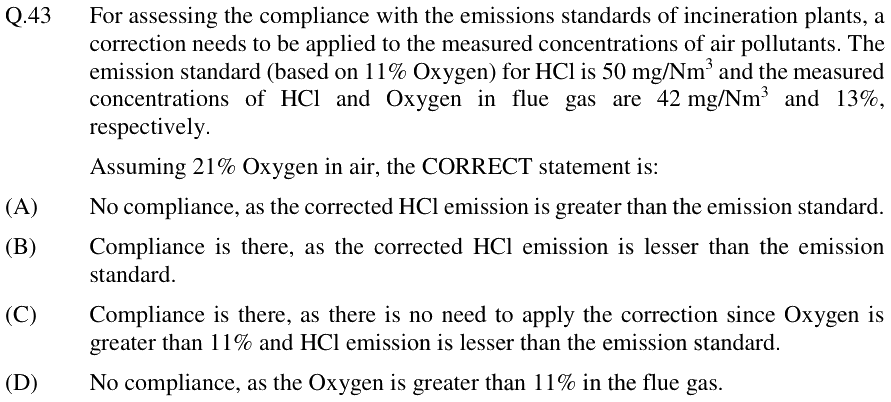 Q.43 For assessing the compliance with the emissions standards of incineration plants, a
correction needs to be applied to the measured concentrations of air pollutants. The
emission standard (based on 11% Oxygen) for HCl is 50 mg/Nm³ and the measured
concentrations of HCl and Oxygen in flue gas are 42 mg/Nm³ and 13%,
respectively.
Assuming 21% Oxygen in air, the CORRECT statement is:
(A) No compliance, as the corrected HCl emission is greater than the emission standard.
(B) Compliance is there, as the corrected HCl emission is lesser than the emission
standard.
(C) Compliance is there, as there is no need to apply the correction since Oxygen is
greater than 11% and HCl emission is lesser than the emission standard.
(D) No compliance, as the Oxygen is greater than 11% in the flue gas.